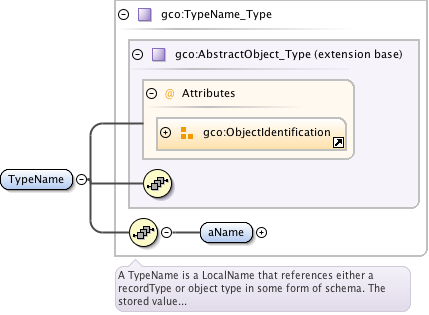 gco:TypeName_Type
gco:AbstractObject_Type (extension base)
@ Attributes
gco:ObjectIdentification
TypeName
aName
A TypeName is a LocalName that references either a
recordType or object type in some form of schema. The
stored value...